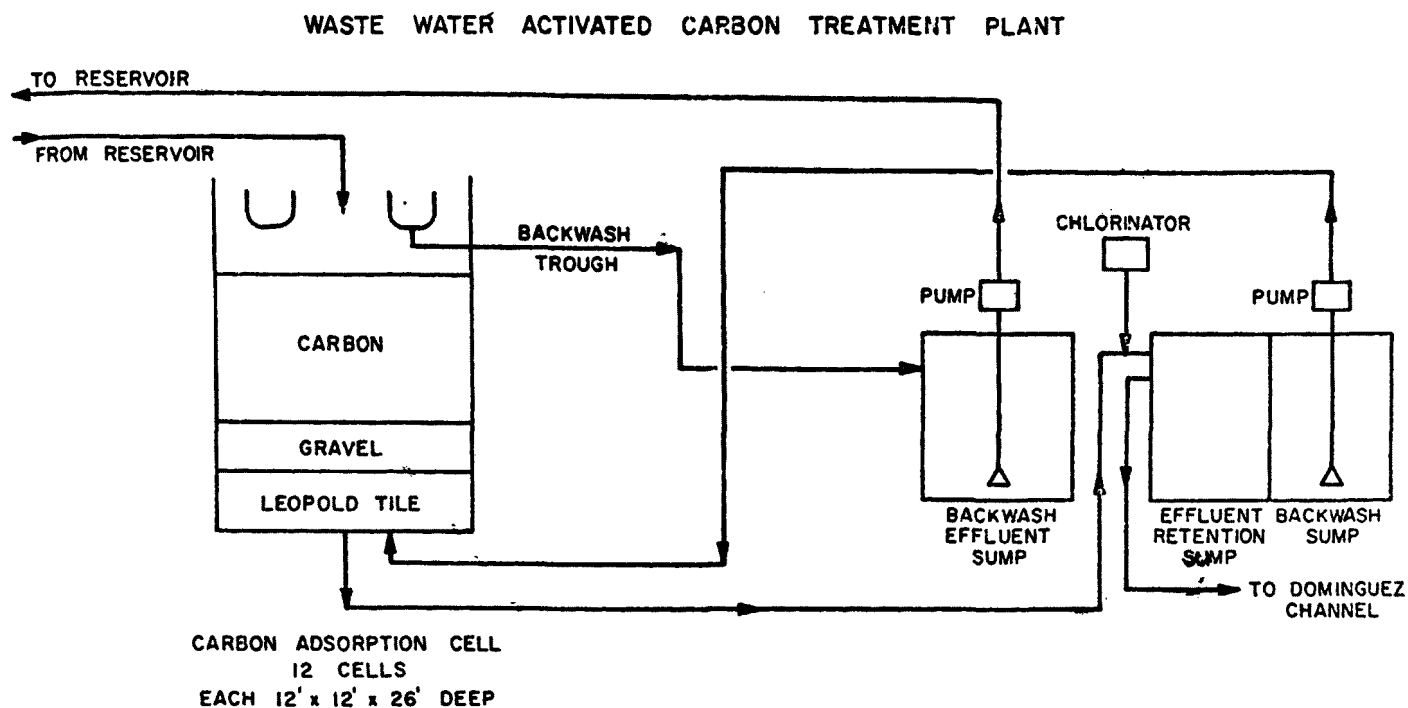 WASTE WATER ACTIVATED CARBON TREATMENT PLANT
TO RESERVOIR
FROM RESERVOIR
BACKWASH
TROUGH
CHLORINATOR
PUMP
PUMP
CARBON
GRAVEL
LEOPOLD TILE
BACKWASH
EFFLUENT
SUMP
EFFLUENT
RETENTION
SUMP
BACKWASH
SUMP
TO DOMINGUEZ
CHANNEL
CARBON ADSORPTION CELL
12 CELLS
EACH 12' x 12' x 26' DEEP